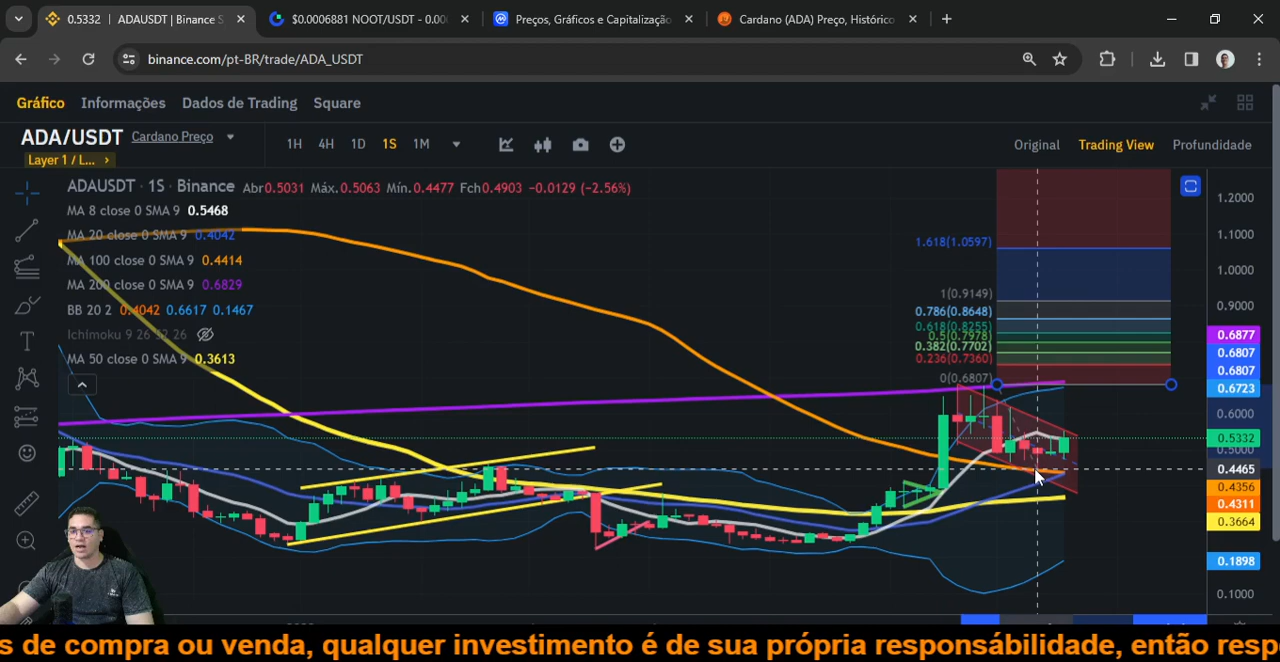 0.5332 | ADAUSDT | Binance S
$0.0006881 NOOT/USDT - 0.00
Preços, Gráficos e Capitalização
Cardano (ADA) Preço, Histórico
binance.com/pt-BR/trade/ADA_USDT
Gráfico Informações Dados de Trading Square
ADA/USDT Cardano Preço
Layer 1 / L... >
1H 4H 1D 1S 1M
Original Trading View Profundidade
ADAUSDT · 1S · Binance Abr0.5031 Máx.0.5063 Mín.0.4477 Fch0.4903 -0.0129 (-2.56%)
MA 8 close 0 SMA 9 0.5468
MA 20 close 0 SMA 9 0.4042
MA 100 close 0 SMA 9 0.4414
MA 200 close 0 SMA 9 0.6829
BB 20 2 0.4042 0.6617 0.1467
Ichimoku 9 26 52 26
MA 50 close 0 SMA 9 0.3613
1.618(1.0597)
1(0.9149)
0.786(0.8648)
0.618(0.8255)
0.5(0.7978)
0.382(0.7702)
0.236(0.7360)
0(0.6807)
1.2000
1.1000
1.0000
0.9000
0.6877
0.6807
0.6807
0.6723
0.6000
0.5332
0.5000
0.4465
0.4356
0.4311
0.3664
0.1898
0.1000
s de compra ou venda, qualquer investimento é de sua própria responsábilidade, então resp